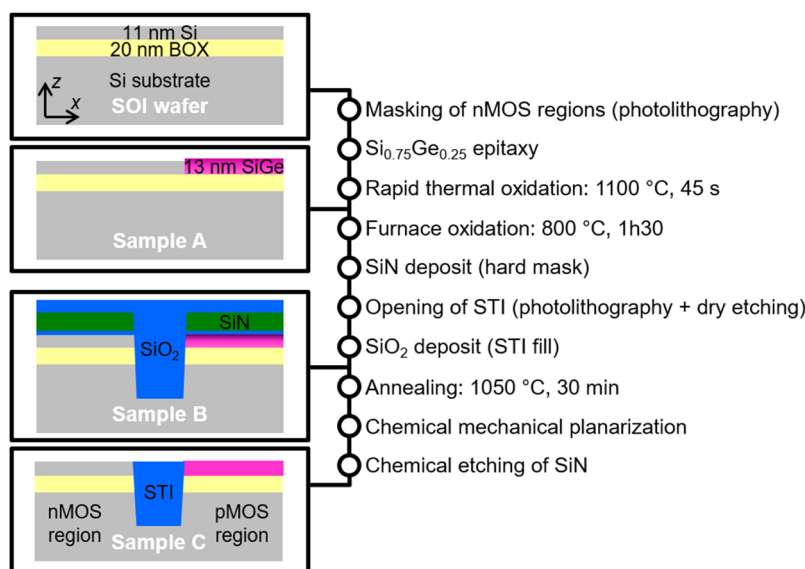 11 nm Si
20 nm BOX
Si substrate
z
x
SOI wafer
13 nm SiGe
Sample A
SiN
SiO₂
Sample B
STI
nMOS region
pMOS region
Sample C
Masking of nMOS regions (photolithography)
Si₀.₇₅Ge₀.₂₅ epitaxy
Rapid thermal oxidation: 1100 °C, 45 s
Furnace oxidation: 800 °C, 1h30
SiN deposit (hard mask)
Opening of STI (photolithography + dry etching)
SiO₂ deposit (STI fill)
Annealing: 1050 °C, 30 min
Chemical mechanical planarization
Chemical etching of SiN